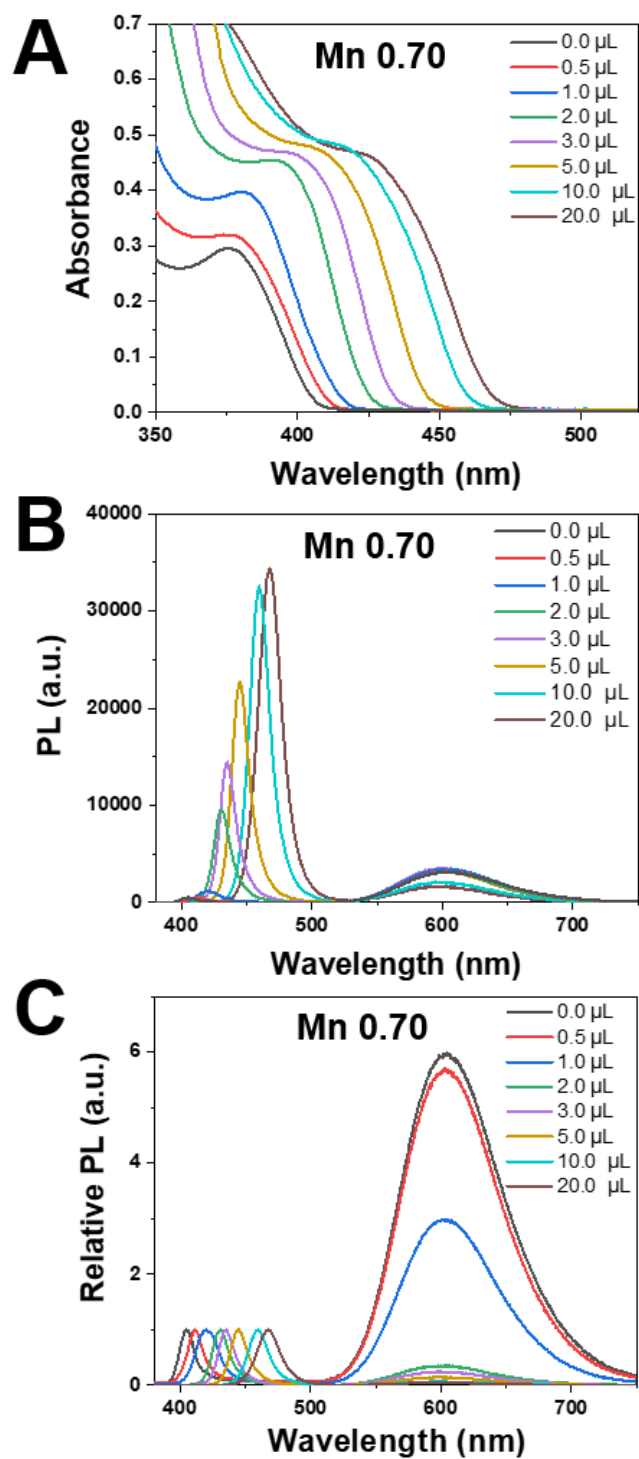 A
Mn 0.70
0.0 µL
0.5 µL
1.0 µL
2.0 µL
3.0 µL
5.0 µL
10.0 µL
20.0 µL
Absorbance
0.7
0.6
0.5
0.4
0.3
0.2
0.1
0.0
350
400
450
500
Wavelength (nm)
B
Mn 0.70
0.0 µL
0.5 µL
1.0 µL
2.0 µL
3.0 µL
5.0 µL
10.0 µL
20.0 µL
PL (a.u.)
40000
30000
20000
10000
0
400
500
600
700
Wavelength (nm)
C
Mn 0.70
0.0 µL
0.5 µL
1.0 µL
2.0 µL
3.0 µL
5.0 µL
10.0 µL
20.0 µL
Relative PL (a.u.)
6
4
2
0
400
500
600
700
Wavelength (nm)